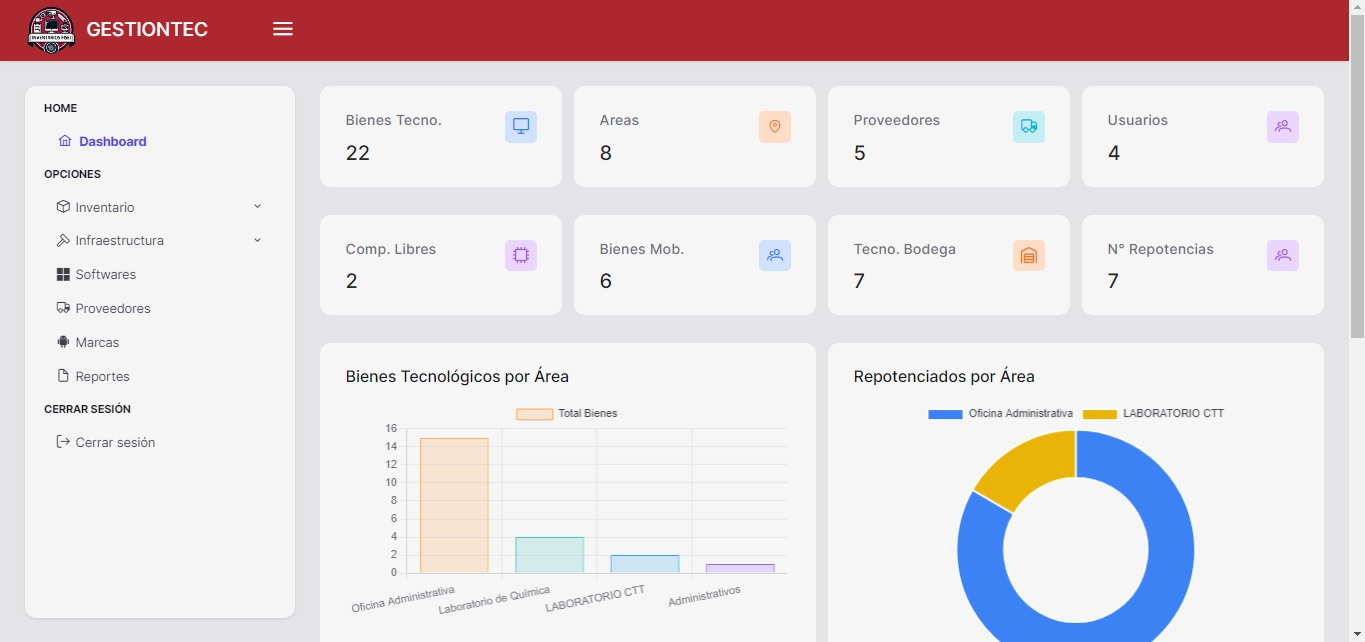 INVENTARIOS FISEI
GESTIONTEC
HOME
Dashboard
OPCIONES
Inventario
Infraestructura
Softwares
Proveedores
Marcas
Reportes
CERRAR SESIÓN
Cerrar sesión
Bienes Tecno.
22
Areas
8
Proveedores
5
Usuarios
4
Comp. Libres
2
Bienes Mob.
6
Tecno. Bodega
7
N° Repotencias
7
Bienes Tecnológicos por Área
Total Bienes
16
14
12
10
8
6
4
2
0
Oficina Administrativa
Laboratorio de Química
LABORATORIO CTT
Administrativos
Repotenciados por Área
Oficina Administrativa LABORATORIO CTT